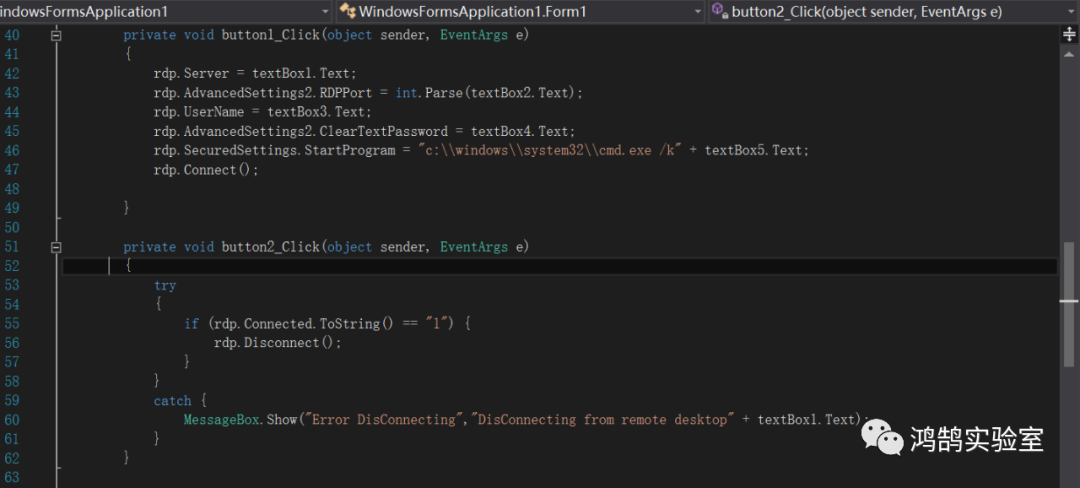 indowsFormsApplication1 WindowsFormsApplication1.Form1 button2_Click(object sender, EventArgs e)
40 private void button1_Click(object sender, EventArgs e)
41 {
42 rdp.Server = textBox1.Text;
43 rdp.AdvancedSettings2.RDPPort = int.Parse(textBox2.Text);
44 rdp.UserName = textBox3.Text;
45 rdp.AdvancedSettings2.ClearTextPassword = textBox4.Text;
46 rdp.SecuredSettings.StartProgram = "c:\\windows\\system32\\cmd.exe /k" + textBox5.Text;
47 rdp.Connect();
48
49 }
50
51 private void button2_Click(object sender, EventArgs e)
52 {
53 try
54 {
55 if (rdp.Connected.ToString() == "1") {
56 rdp.Disconnect();
57 }
58 }
59 catch {
60 MessageBox.Show("Error DisConnecting","DisConnecting from remote desktop" + textBox1.Text);
61 }
62 }
63
鸿鹄实验室